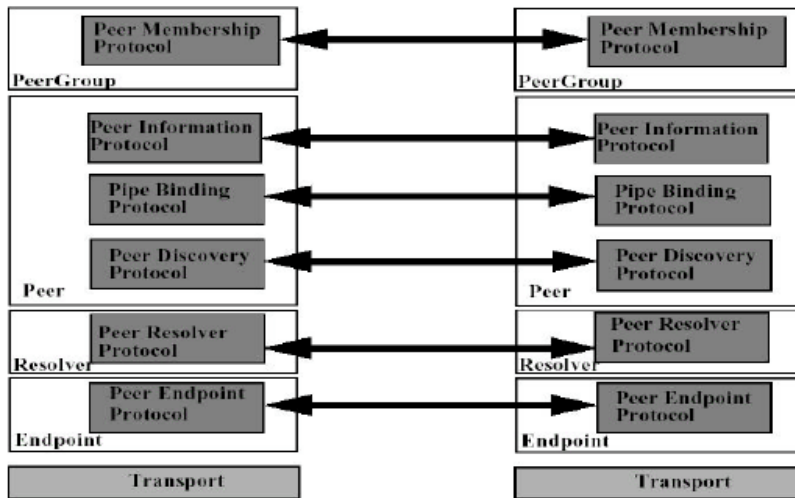 Peer Membership
Protocol
PeerGroup
Peer Information
Protocol
Pipe Binding
Protocol
Peer Discovery
Protocol
Peer
Peer Resolver
Protocol
Resolver
Peer Endpoint
Protocol
Endpoint
Transport
Peer Membership
Protocol
PeerGroup
Peer Information
Protocol
Pipe Binding
Protocol
Peer Discovery
Protocol
Peer
Peer Resolver
Protocol
Resolver
Peer Endpoint
Protocol
Endpoint
Transport